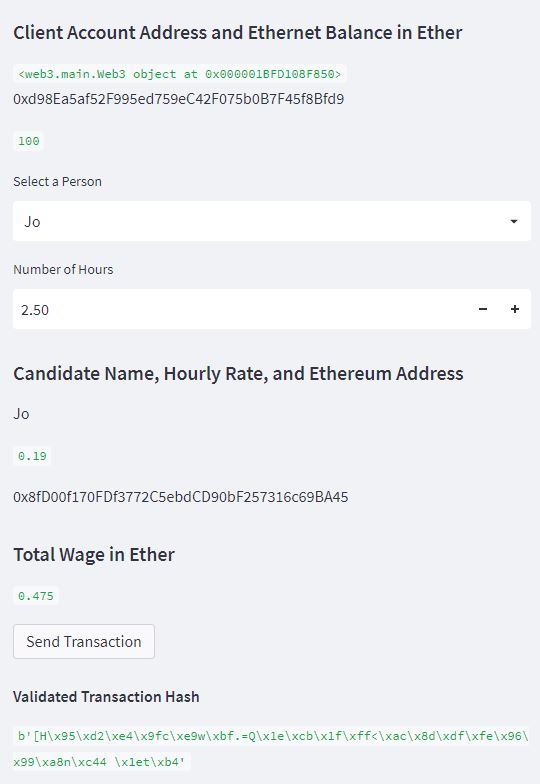 Client Account Address and Ethernet Balance in Ether
<web3.main.Web3 object at 0x000001BFD108F850>
0xd98Ea5af52F995ed759eC42F075b0B7F45f8Bfd9
100
Select a Person
Jo
Number of Hours
2.50
Candidate Name, Hourly Rate, and Ethereum Address
Jo
0.19
0x8fD00f170FDf3772C5ebdCD90bF257316c69BA45
Total Wage in Ether
0.475
Send Transaction
Validated Transaction Hash
b'[H\x95\xd2\xe4\x9fc\xe9w\xbf.=Q\x1e\xcb\x1f\xff<\xac\x8d\xdf\xfe\x96\
x99\xa8n\xc44 \x1et\xb4'